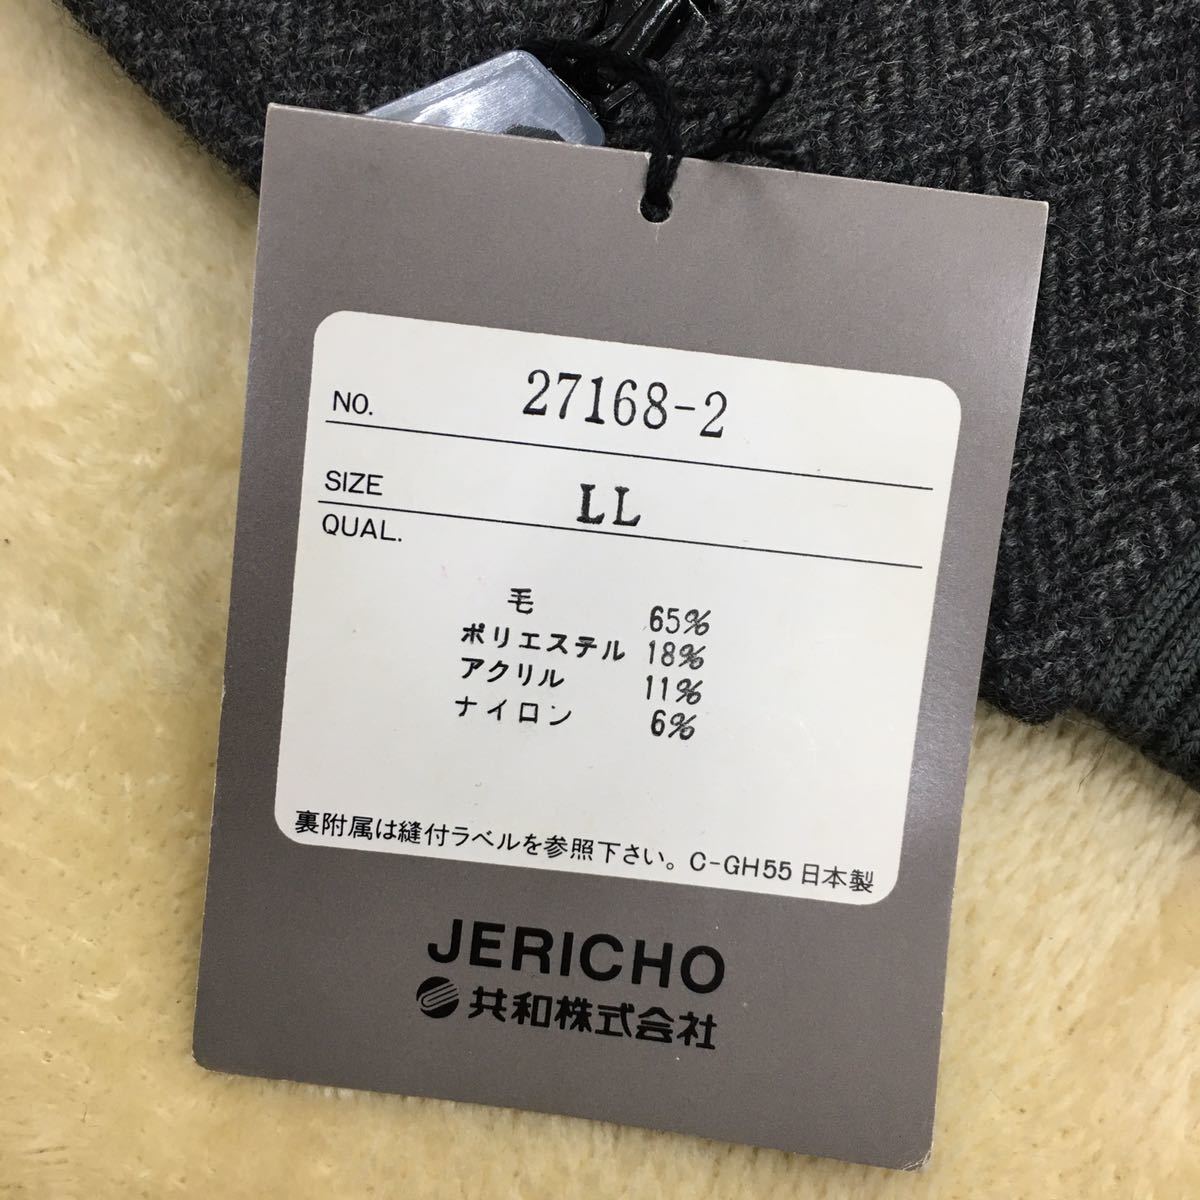 NO. 27168-2
SIZE LL
QUAL.
毛 65%
ポリエステル 18%
アクリル 11%
ナイロン 6%
裏附属は縫付ラベルを参照下さい。C-GH55 日本製
JERICHO
共和株式会社